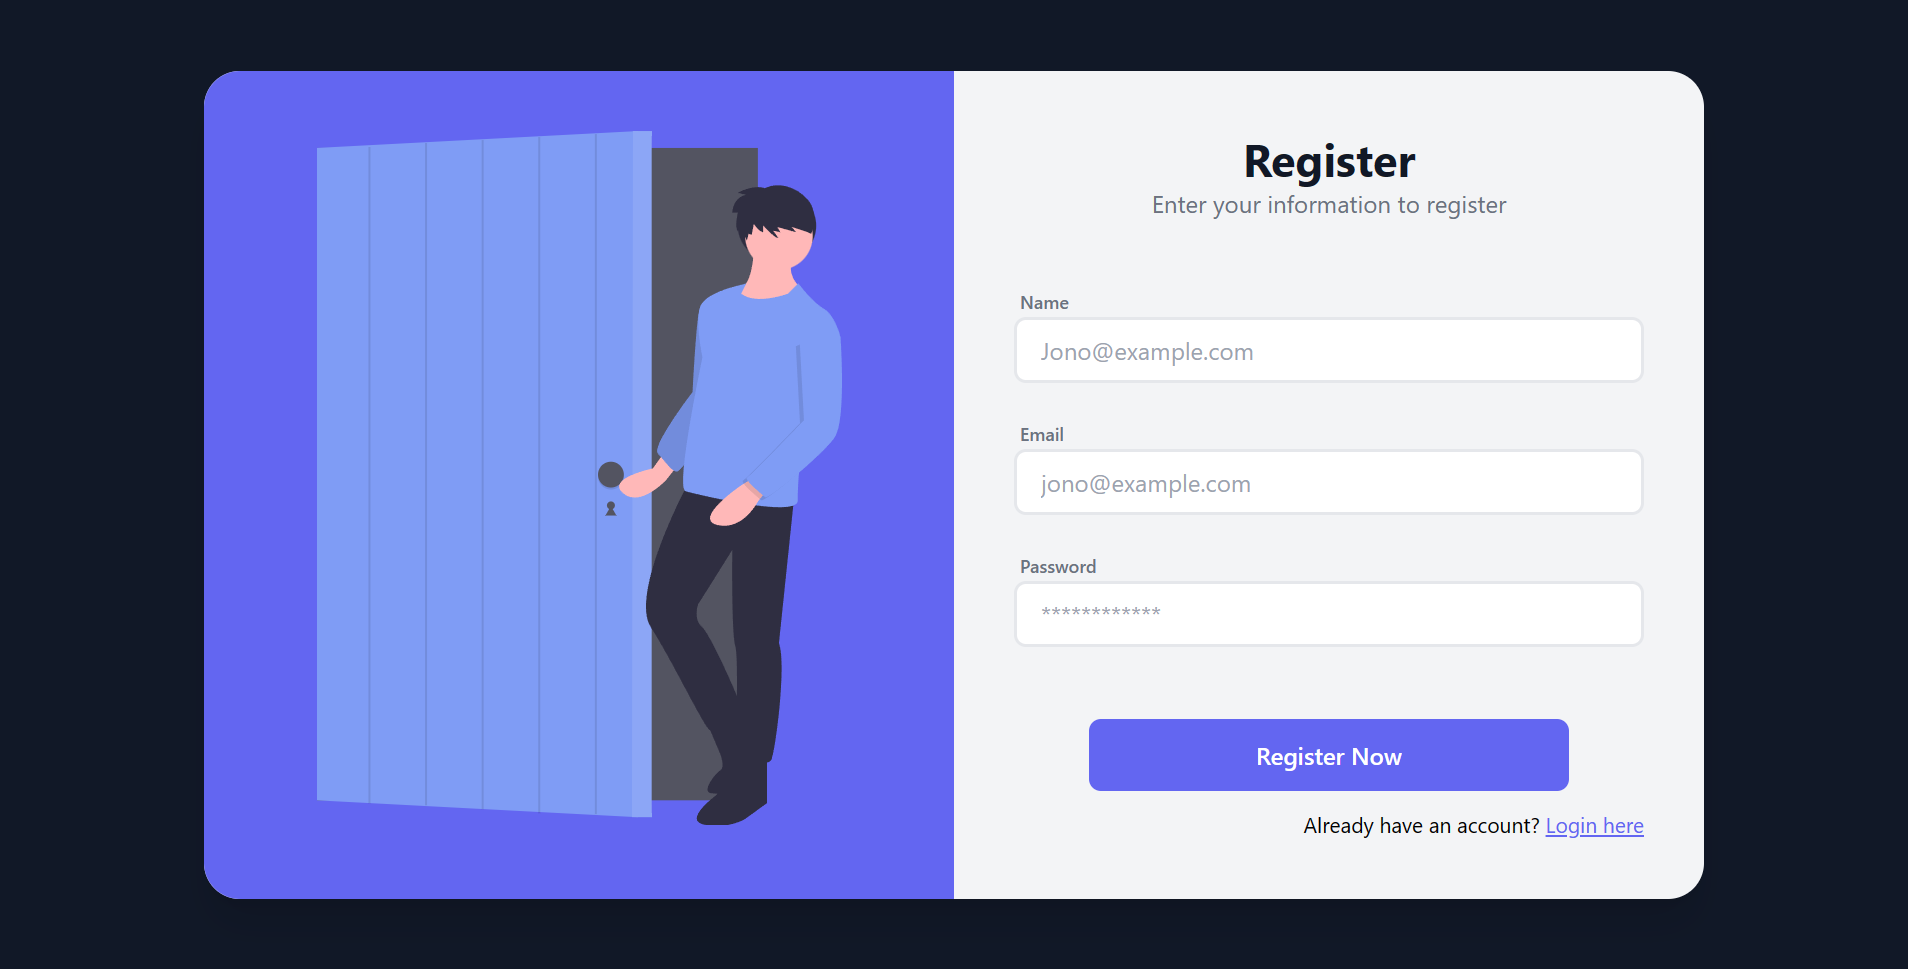 Register
Enter your information to register
Name
Jono@example.com
Email
jono@example.com
Password
************
Register Now
Already have an account? Login here